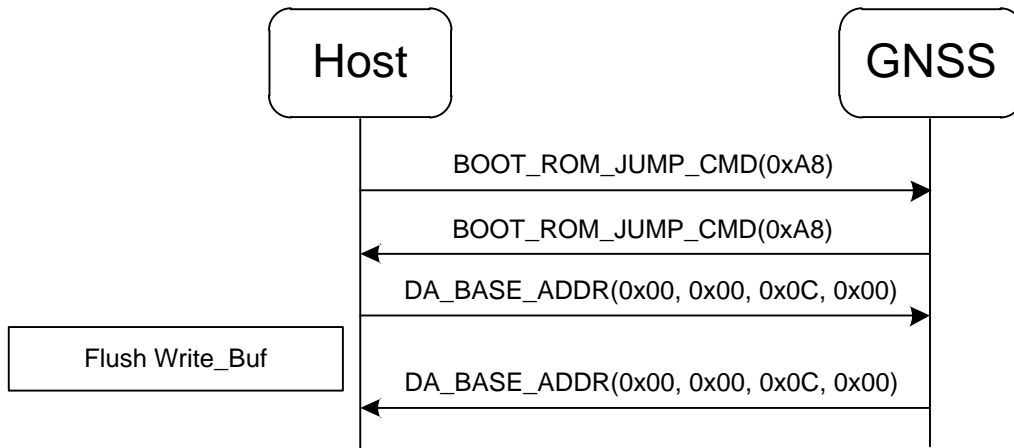 Host
GNSS
BOOT_ROM_JUMP_CMD(0xA8)
BOOT_ROM_JUMP_CMD(0xA8)
DA_BASE_ADDR(0x00, 0x00, 0x0C, 0x00)
Flush Write_Buf
DA_BASE_ADDR(0x00, 0x00, 0x0C, 0x00)